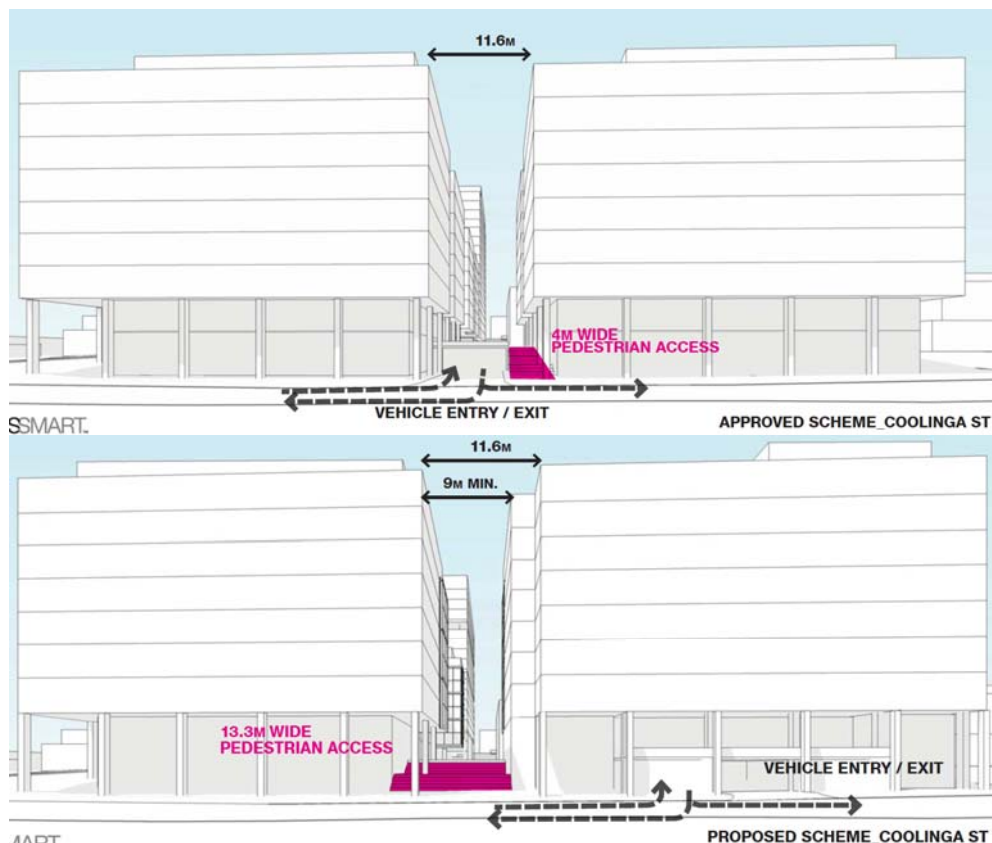 11.6M
4M WIDE
PEDESTRIAN ACCESS
VEHICLE ENTRY / EXIT
SSMART.
APPROVED SCHEME_COOLINGA ST
11.6M
9M MIN.
13.3M WIDE
PEDESTRIAN ACCESS
VEHICLE ENTRY / EXIT
PROPOSED SCHEME_COOLINGA ST